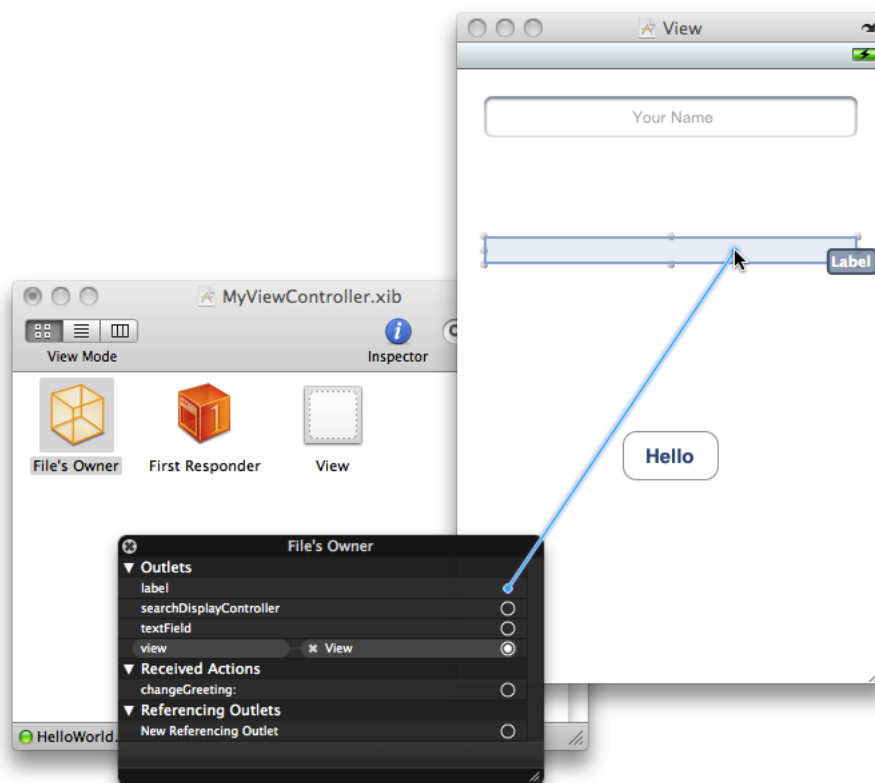 View
Your Name
Label
MyViewController.xib
View Mode
Inspector
1
File's Owner
First Responder
View
Hello
File's Owner
Outlets
label
searchDisplayController
textField
view
View
Received Actions
changeGreeting:
Referencing Outlets
New Referencing Outlet
HelloWorld.